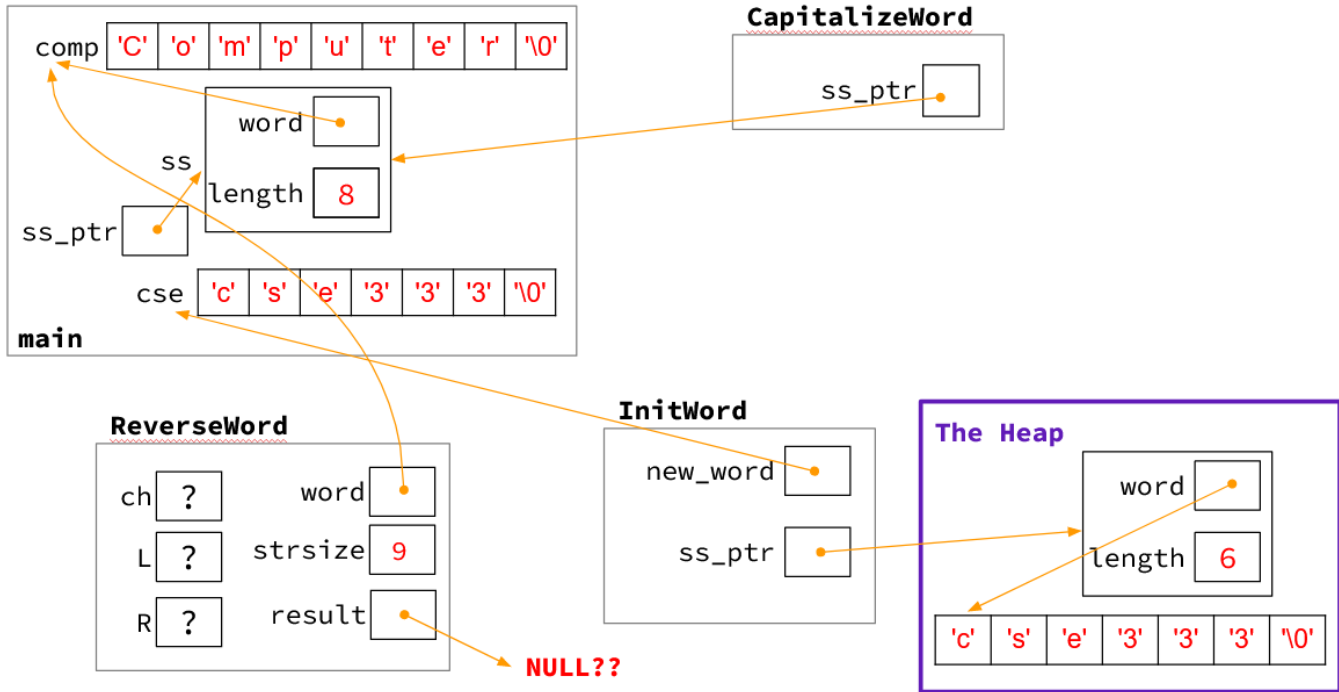 CapitalizeWord
comp 'C' 'o' 'm' 'p' 'u' 't' 'e' 'r' '\0'
ss_ptr
word
ss
length 8
ss_ptr
cse 'c' 's' 'e' '3' '3' '3' '\0'
main
ReverseWord
ch ? word
L ? strsize 9
R ? result
NULL??
InitWord
new_word
ss_ptr
The Heap
word
length 6
'c' 's' 'e' '3' '3' '3' '\0'